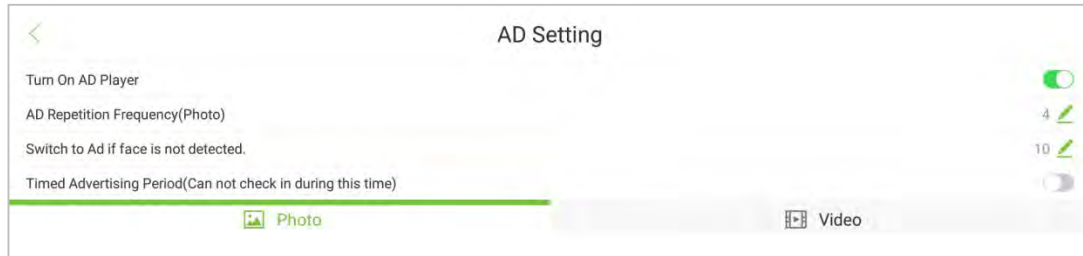 AD Setting
Turn On AD Player
AD Repetition Frequency(Photo) 4
Switch to Ad if face is not detected. 10
Timed Advertising Period(Can not check in during this time)
Photo Video